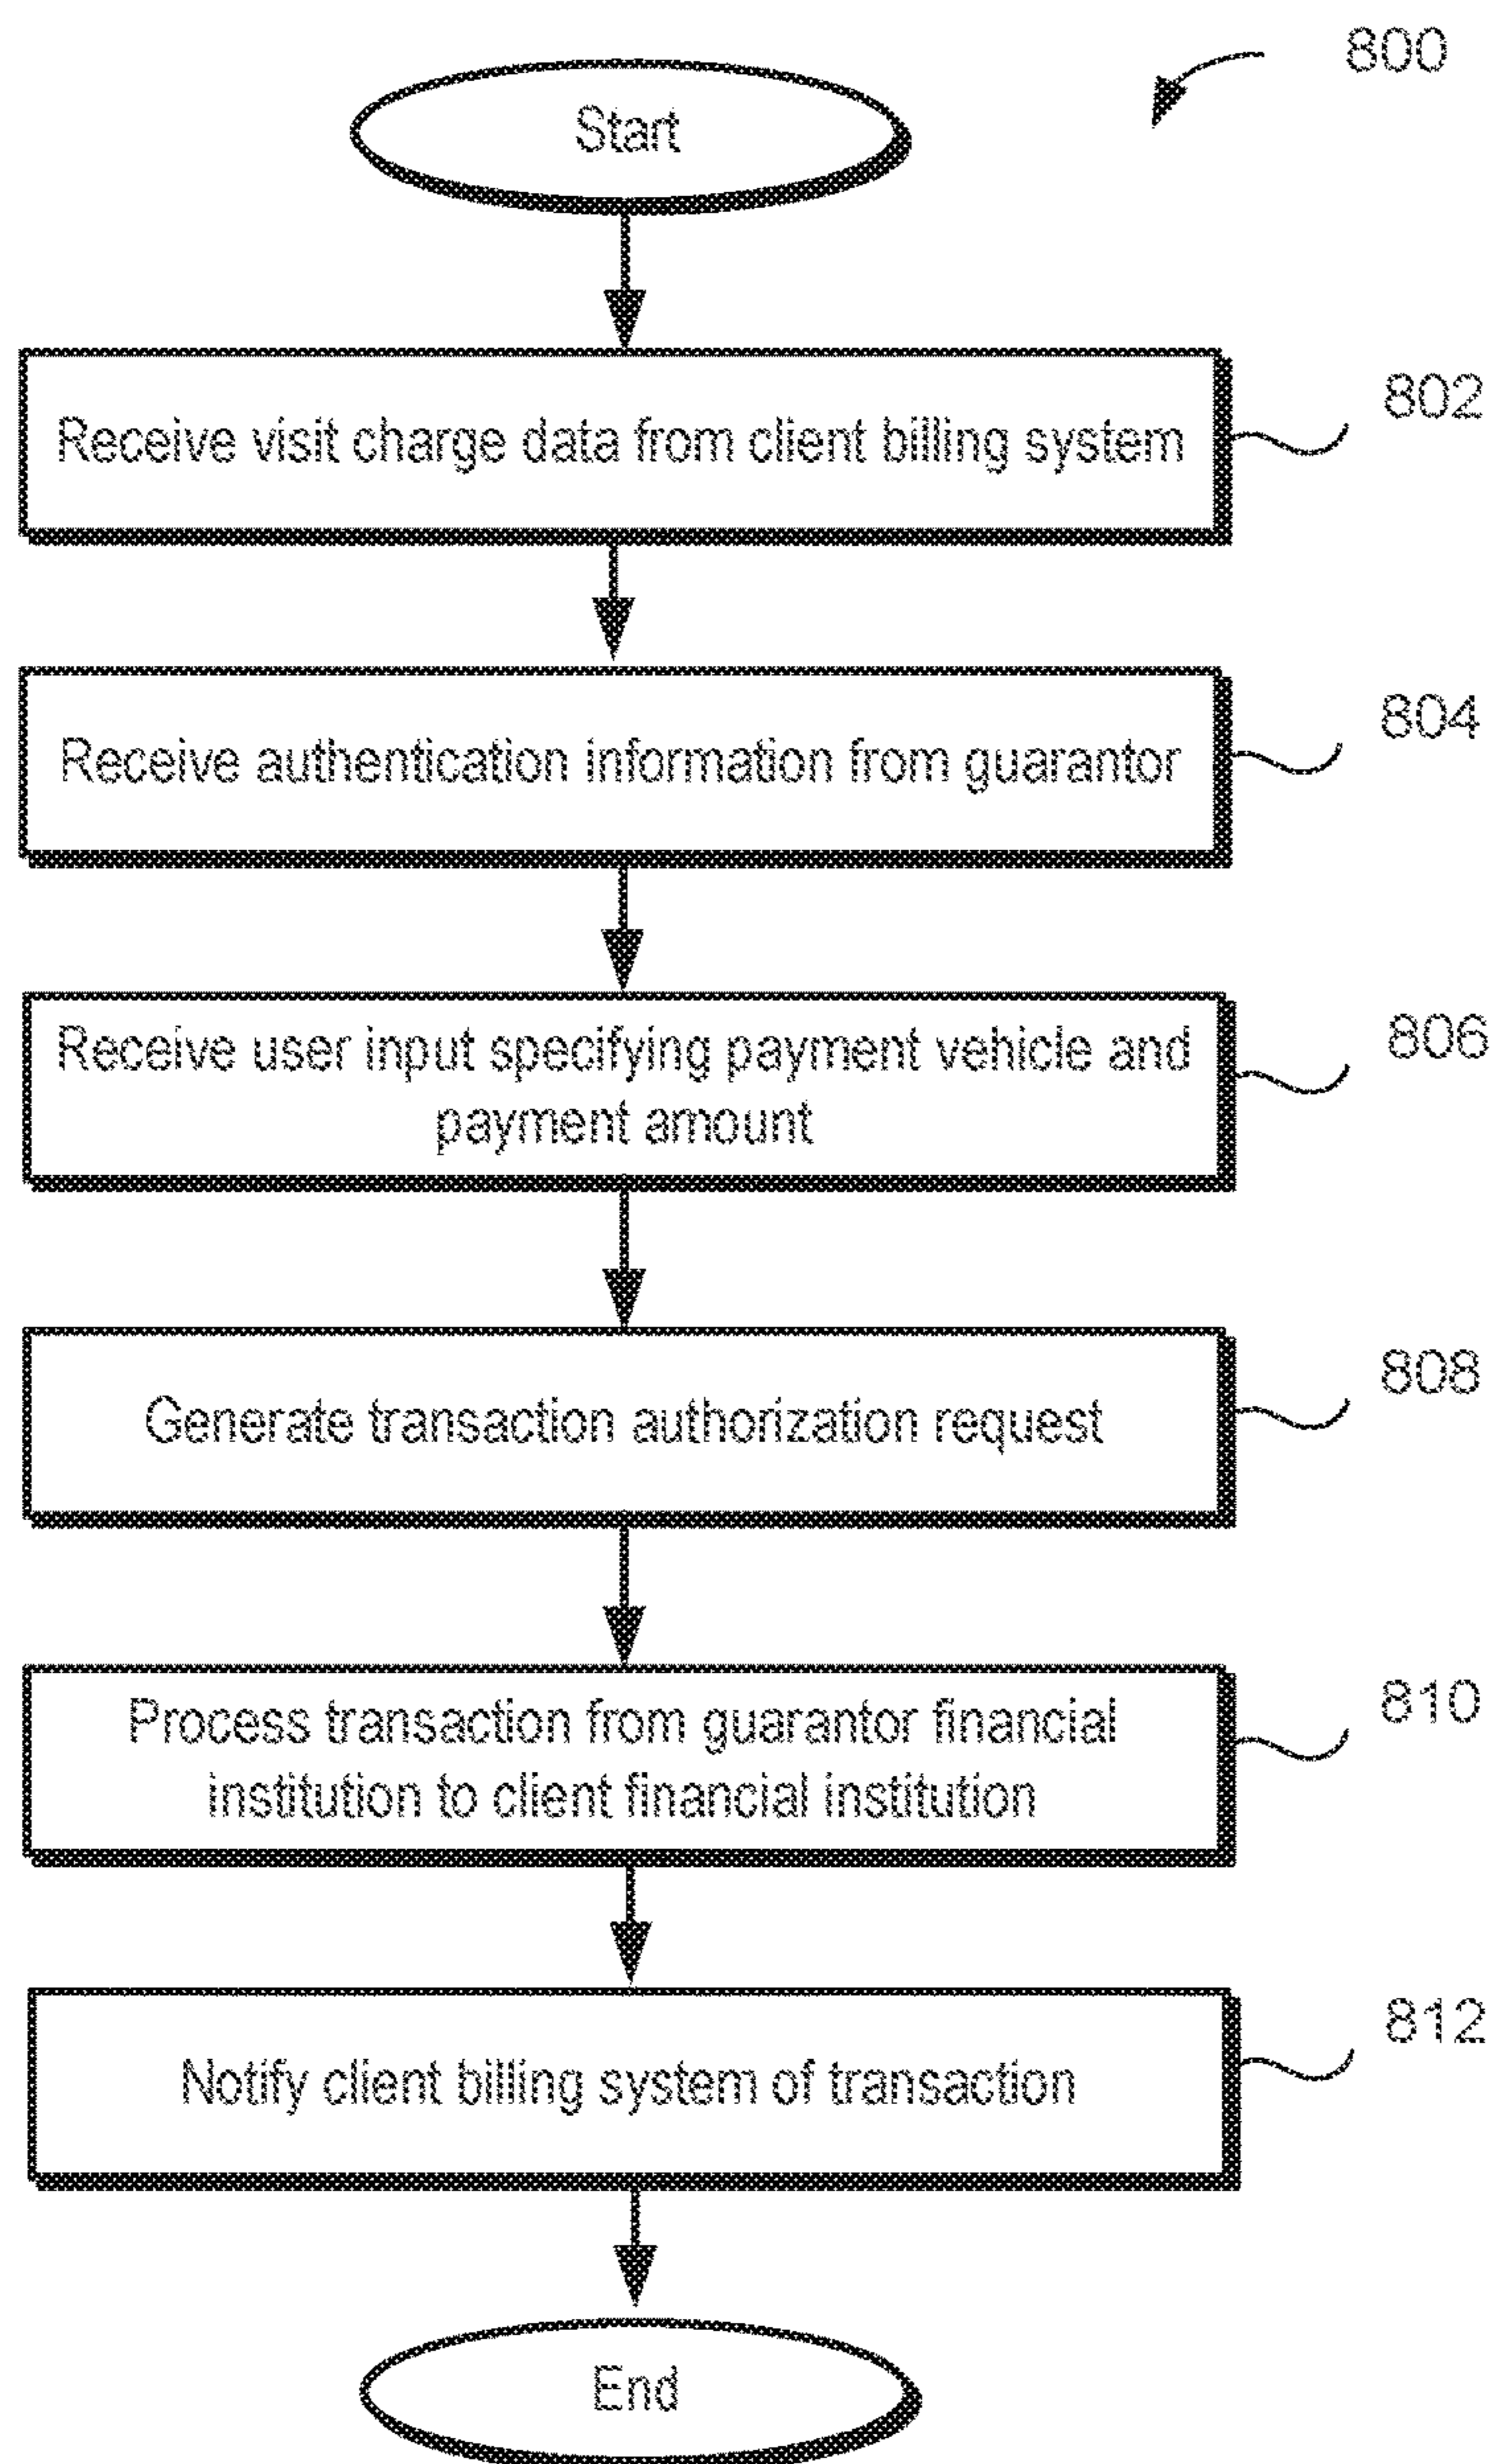 800
Start
Receive visit charge data from client billing system
802
Receive authentication information from guarantor
804
Receive user input specifying payment vehicle and
payment amount
806
Generate transaction authorization request
808
Process transaction from guarantor financial
institution to client financial institution
810
Notify client billing system of transaction
812
End